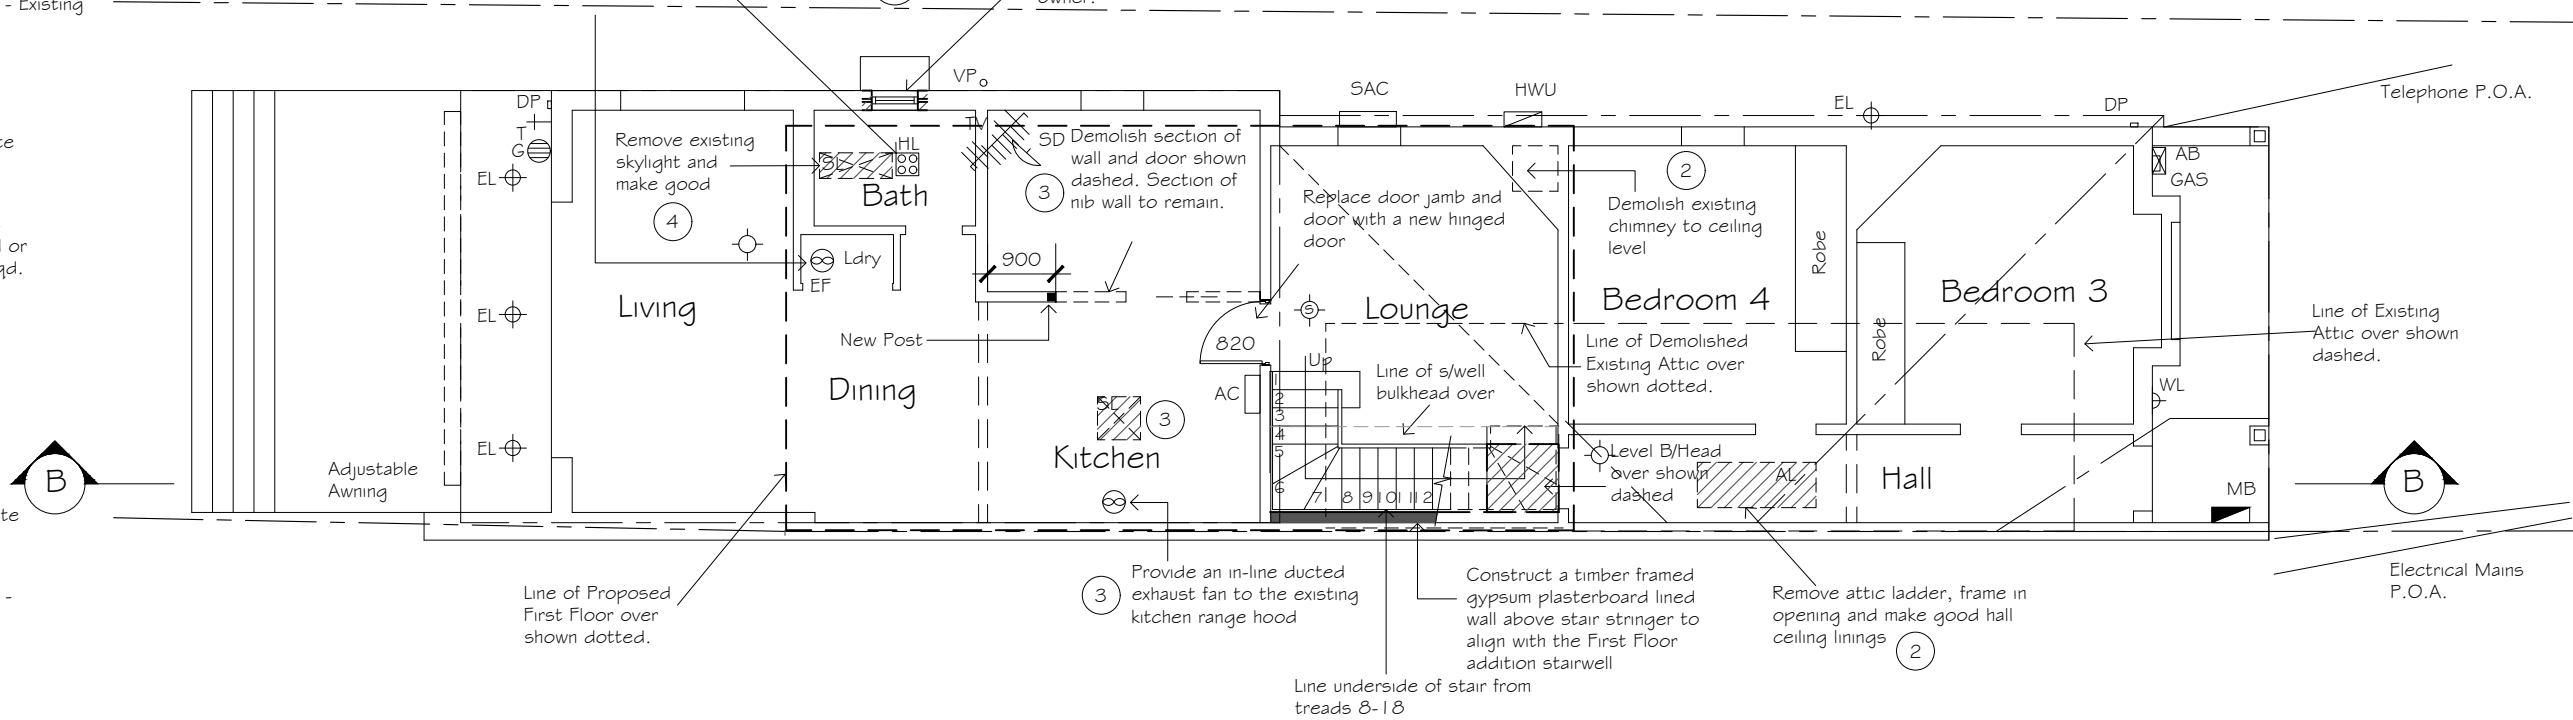 - Existing
owner.
te
l or
qd.
te
-
DP
T
G
EL
EL
EL
Adjustable
Awning
Remove existing
skylight and
make good
4
Living
Line of Proposed
First Floor over
shown dotted.
VP
TV
HL
SL
Bath
Ldry
EF
SD
3
Demolish section of
wall and door shown
dashed. Section of
nib wall to remain.
900
New Post
Dining
SL
3
Kitchen
3
Provide an in-line ducted
exhaust fan to the existing
kitchen range hood
820
AC
SAC
HWU
Replace door jamb and
door with a new hinged
door
S
Lounge
Up
Line of s/well
bulkhead over
1
2
3
4
5
6
7 8 9 10 11 12
Line underside of stair from
treads 8-18
Construct a timber framed
gypsum plasterboard lined
wall above stair stringer to
align with the First Floor
addition stairwell
2
Demolish existing
chimney to ceiling
level
Bedroom 4
Line of Demolished
Existing Attic over
shown dotted.
Level B/Head
over shown
dashed
AL
Remove attic ladder, frame in
opening and make good hall
ceiling linings
2
Robe
Robe
EL
DP
Bedroom 3
Hall
AB
GAS
WL
MB
Telephone P.O.A.
Line of Existing
Attic over shown
dashed.
Electrical Mains
P.O.A.
B
B